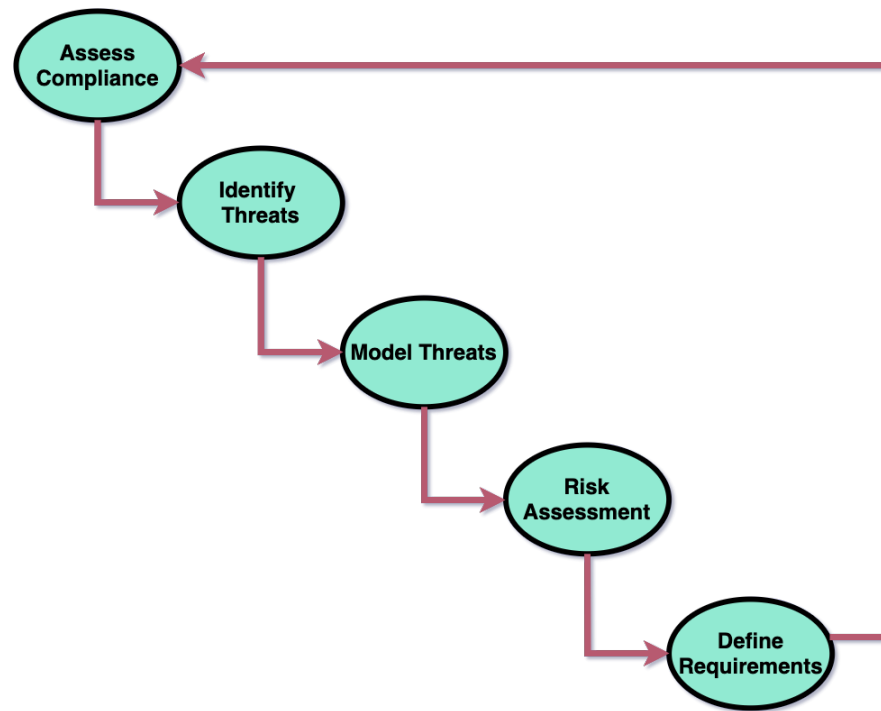 Assess
Compliance
Identify
Threats
Model Threats
Risk
Assessment
Define
Requirements